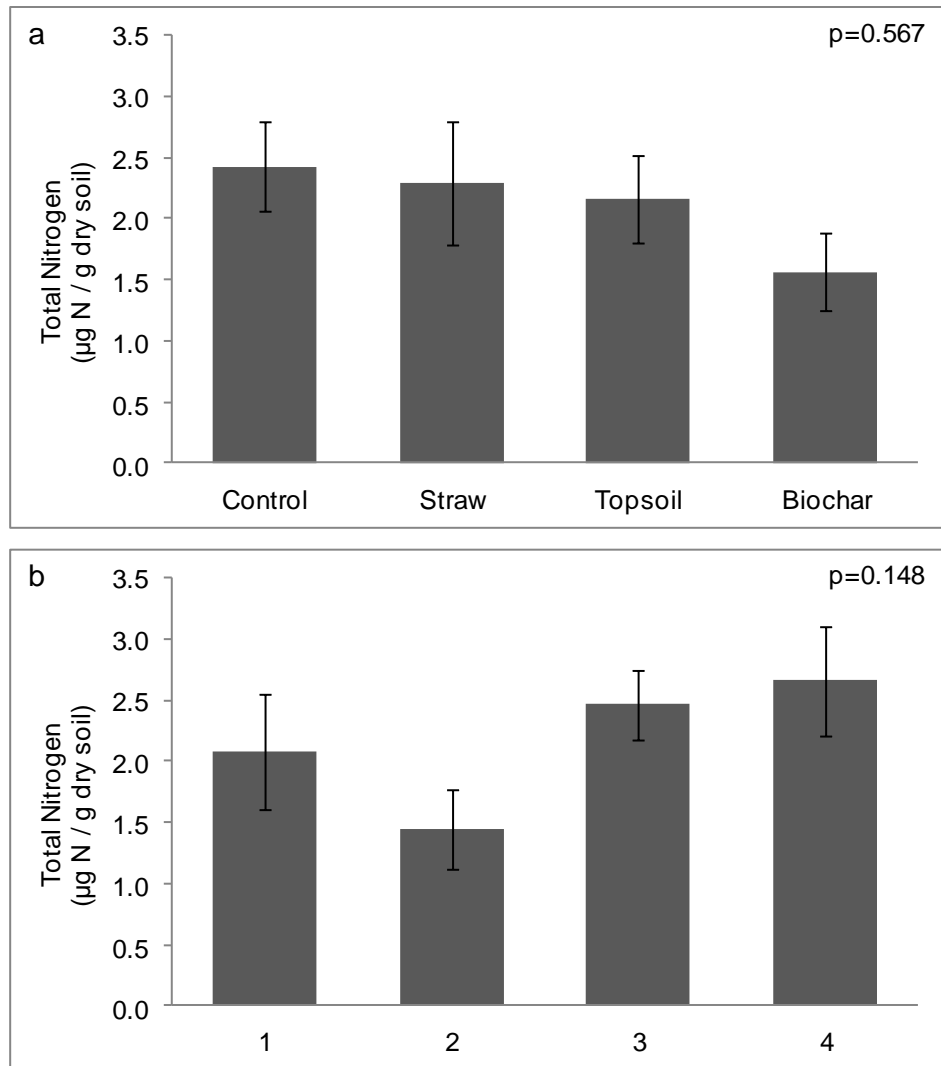 a
p=0.567
Total Nitrogen
(µg N / g dry soil)
3.5
3.0
2.5
2.0
1.5
1.0
0.5
0.0
Control Straw Topsoil Biochar
b
p=0.148
Total Nitrogen
(µg N / g dry soil)
3.5
3.0
2.5
2.0
1.5
1.0
0.5
0.0
1 2 3 4